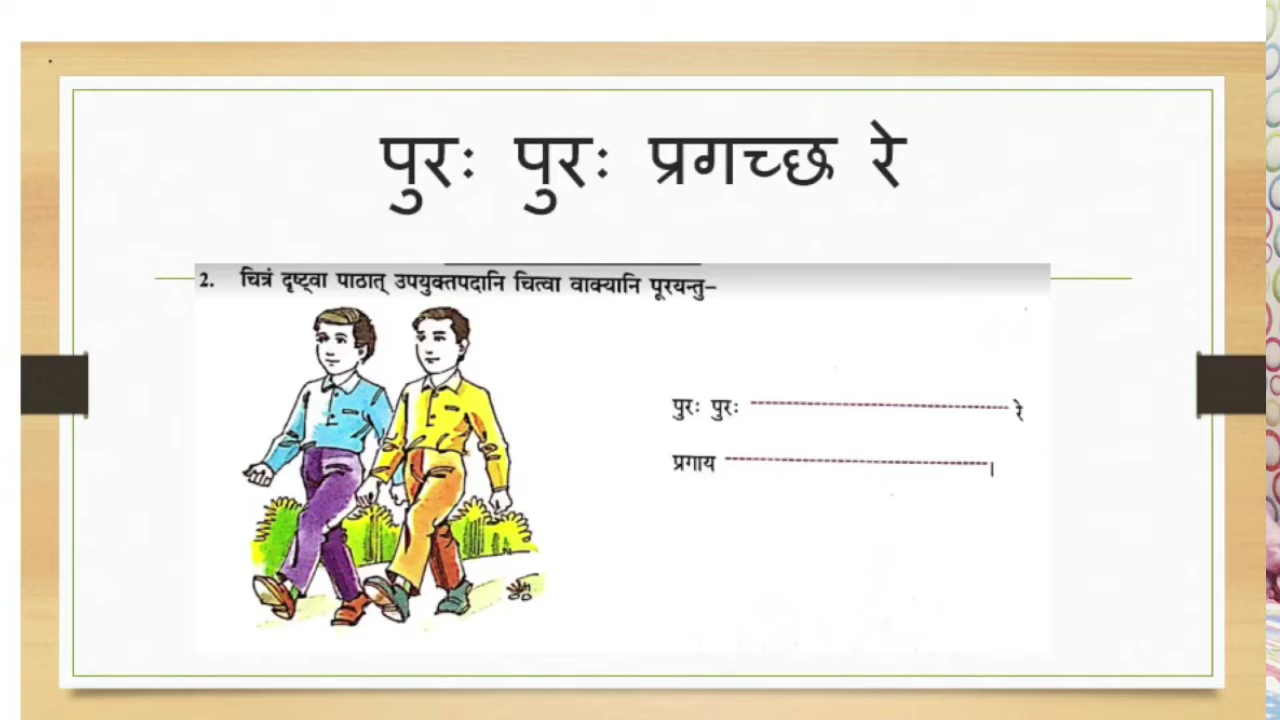 पुरः पुरः प्रगच्छ रे
2. चित्रं दृष्ट्वा पाठात् उपयुक्तपदानि चित्वा वाक्यानि पूरयन्तु–
पुरः पुरः ------------------------------ रे
प्रगाय ------------------------------।